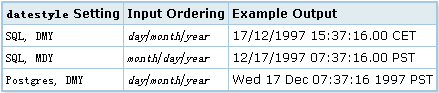 datestyle Setting Input Ordering Example Output
SQL, DMY day/month/year 17/12/1997 15:37:16.00 CET
SQL, MDY month/day/year 12/17/1997 07:37:16.00 PST
Postgres, DMY day/month/year Wed 17 Dec 07:37:16 1997 PST